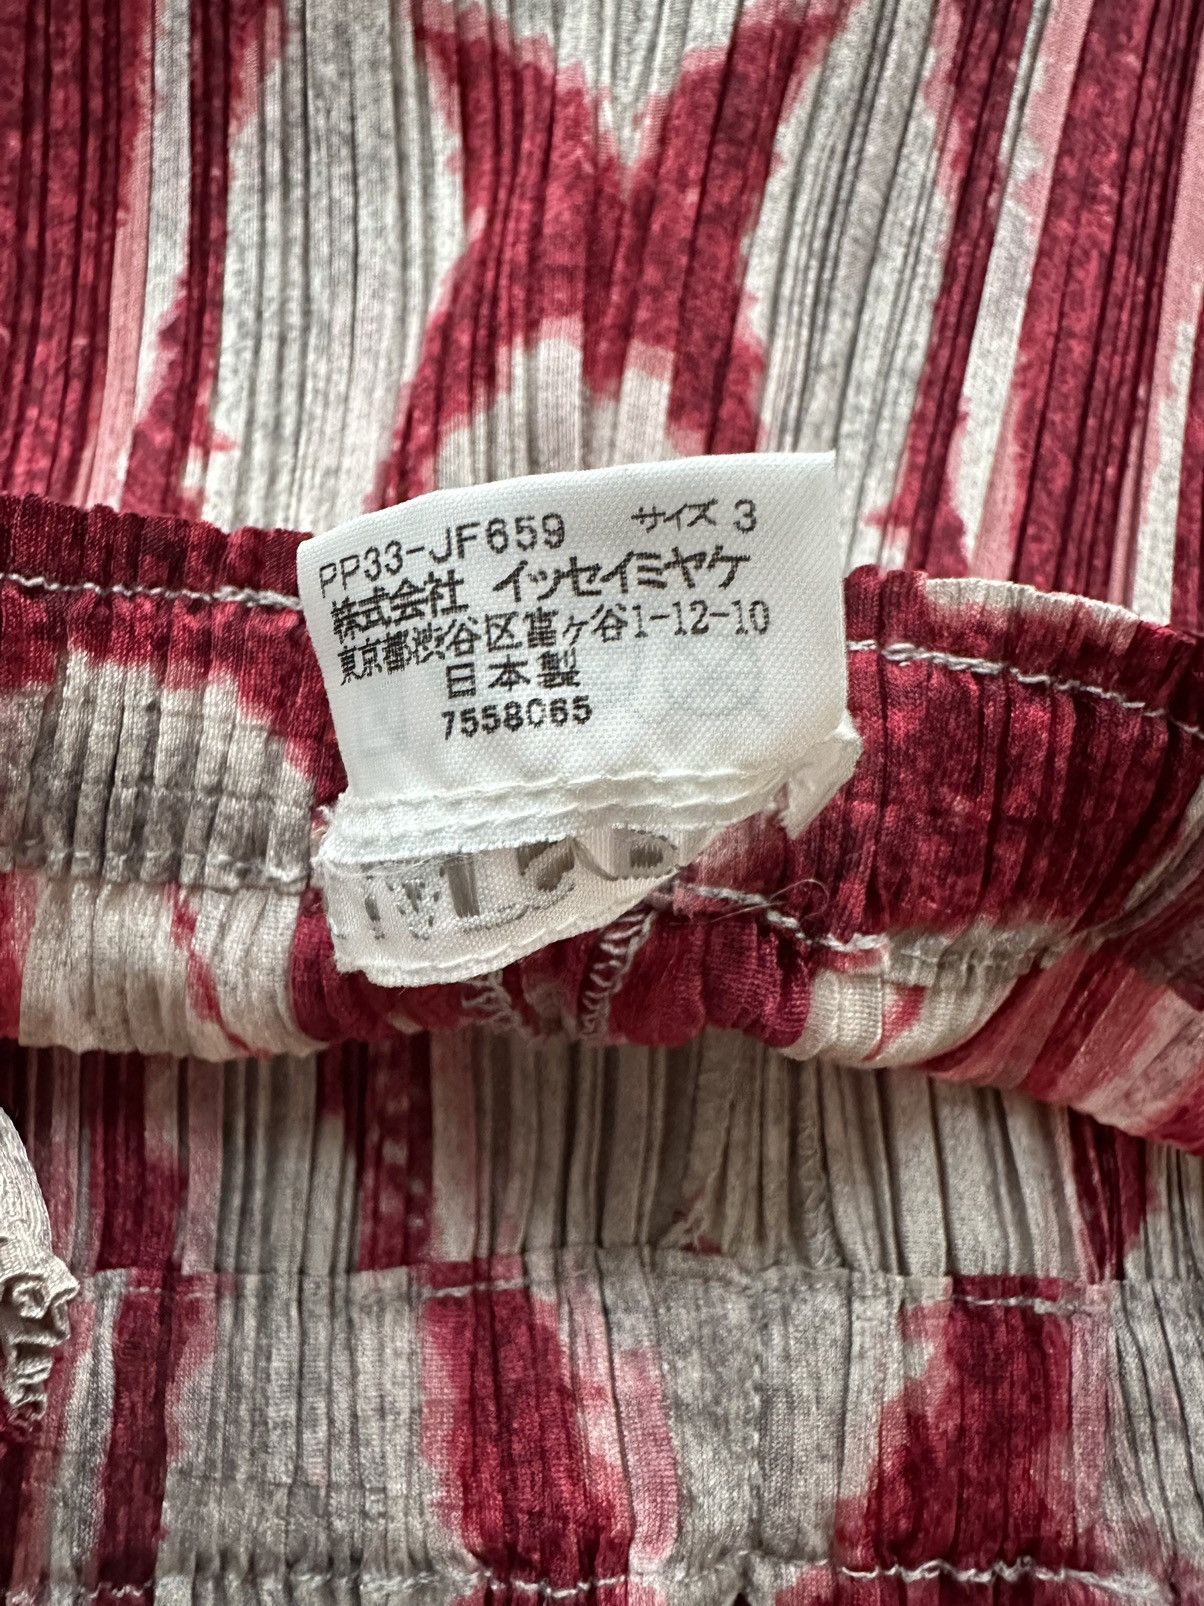 PP33-JF659 サイズ 3
株式会社 イッセイミヤケ
東京都渋谷区富ヶ谷1-12-10
日本製
7558065